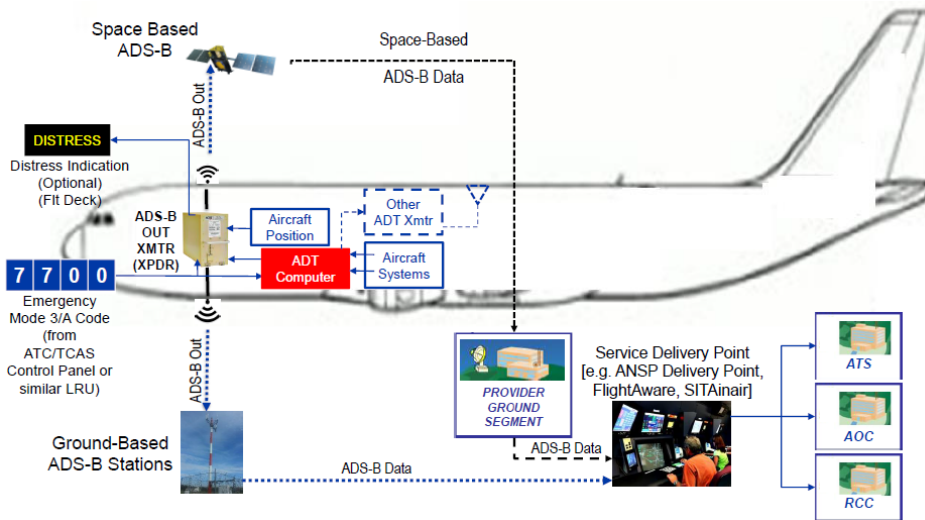 Space Based
ADS-B
Space-Based
ADS-B Data
ADS-B Out
DISTRESS
Distress Indication
(Optional)
(Flt Deck)
ADS-B
OUT
XMTR
(XPDR)
Aircraft
Position
Other
ADT Xmtr
ADT
Computer
Aircraft
Systems
7 7 0 0
Emergency
Mode 3/A Code
(from
ATC/TCAS
Control Panel or
similar LRU)
ADS-B Out
Ground-Based
ADS-B Stations
ADS-B Data
PROVIDER
GROUND
SEGMENT
ADS-B Data
Service Delivery Point
[e.g. ANSP Delivery Point,
FlightAware, SITAinair]
ATS
AOC
RCC